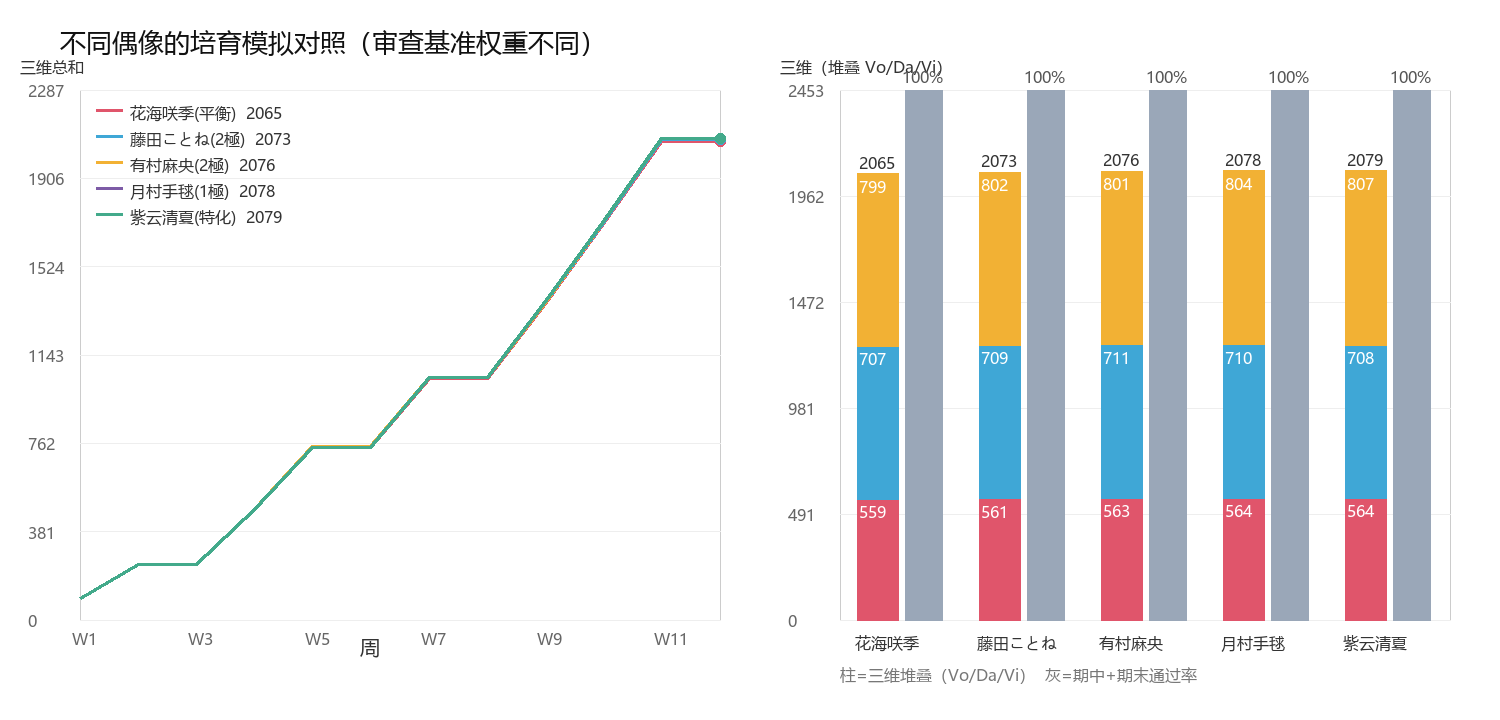 不同偶像的培育模拟对照（审查基准权重不同）
三维总和
2287
1906
1524
1143
762
381
0
花海咲季(平衡) 2065
藤田ことね(2極) 2073
有村麻央(2極) 2076
月村手毬(1極) 2078
紫云清夏(特化) 2079
W1 W3 W5 W7 W9 W11
周
三维（堆叠 Vo/Da/Vi）
100% 100% 100% 100% 100%
2453
1962
1472
981
491
0
2065 2073 2076 2078 2079
799 802 801 804 807
707 709 711 710 708
559 561 563 564 564
花海咲季 藤田ことね 有村麻央 月村手毬 紫云清夏
柱=三维堆叠（Vo/Da/Vi） 灰=期中+期末通过率